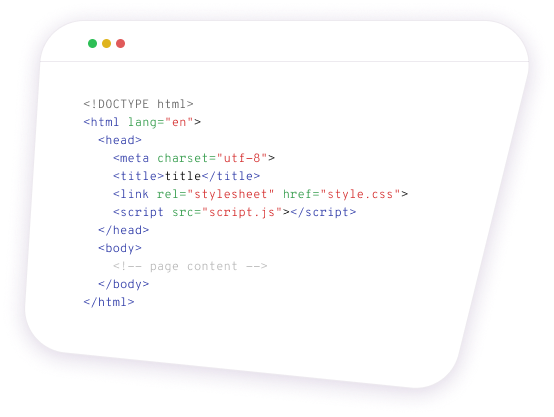 <!DOCTYPE html>
<html lang="en">
<head>
<meta charset="utf-8">
<title>title</title>
<link rel="stylesheet" href="style.css">
<script src="script.js"></script>
</head>
<body>
<!-- page content -->
</body>
</html>